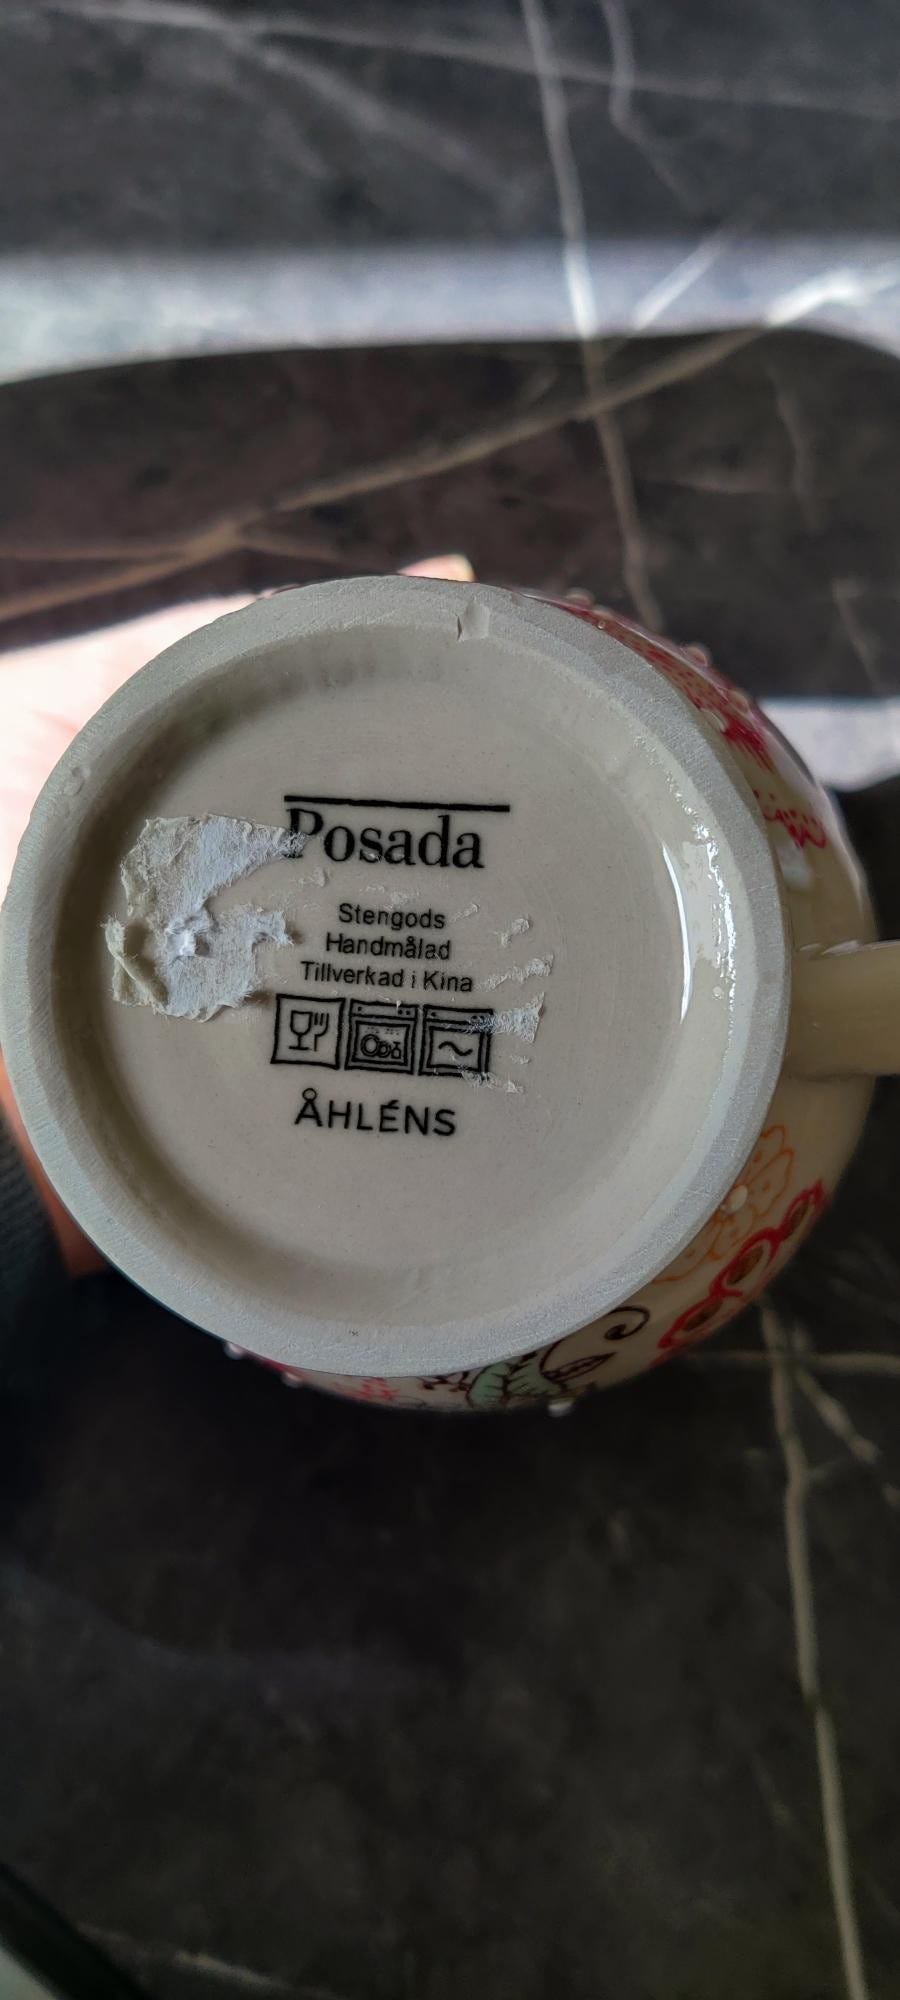 Posada
Stengods
Handmålad
Tillverkad i Kina
ÅHLÉNS